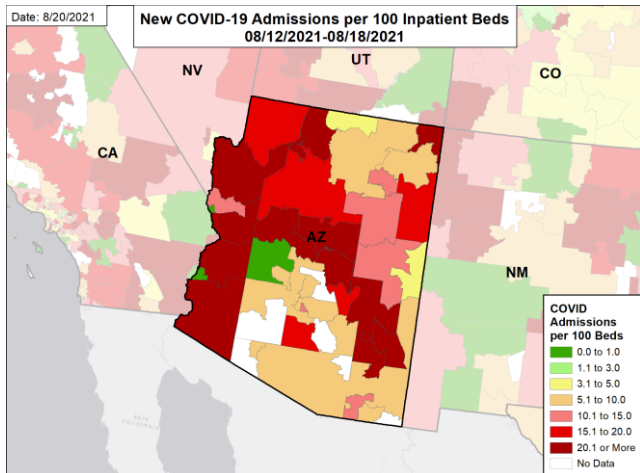 Date: 8/20/2021
New COVID-19 Admissions per 100 Inpatient Beds
08/12/2021-08/18/2021
UT
NV
CO
CA
AZ
NM
COVID
Admissions
per 100 Beds
0.0 to 1.0
1.1 to 3.0
3.1 to 5.0
5.1 to 10.0
10.1 to 15.0
15.1 to 20.0
20.1 or More
No Data
BAJA
CALIFORNIA